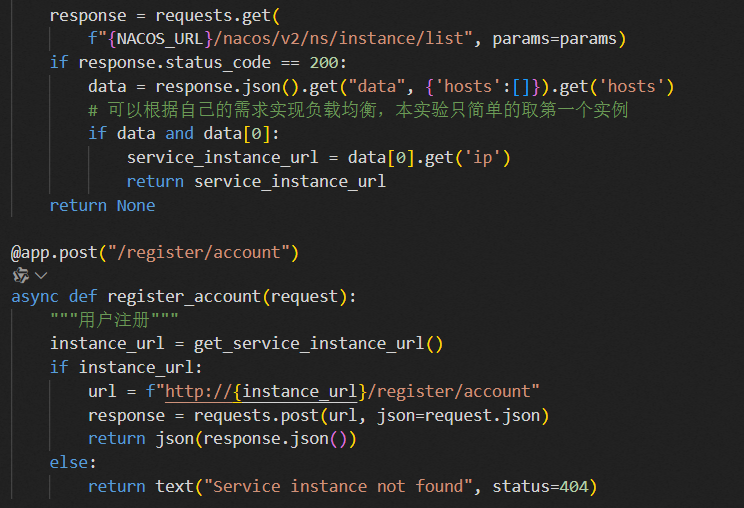 response = requests.get(
f"{NACOS_URL}/nacos/v2/ns/instance/list", params=params)
if response.status_code == 200:
data = response.json().get("data", {'hosts':[]}).get('hosts')
# 可以根据自己的需求实现负载均衡，本实验只简单的取第一个实例
if data and data[0]:
service_instance_url = data[0].get('ip')
return service_instance_url
return None
@app.post("/register/account")
async def register_account(request):
"""用户注册"""
instance_url = get_service_instance_url()
if instance_url:
url = f"http://{instance_url}/register/account"
response = requests.post(url, json=request.json)
return json(response.json())
else:
return text("Service instance not found", status=404)